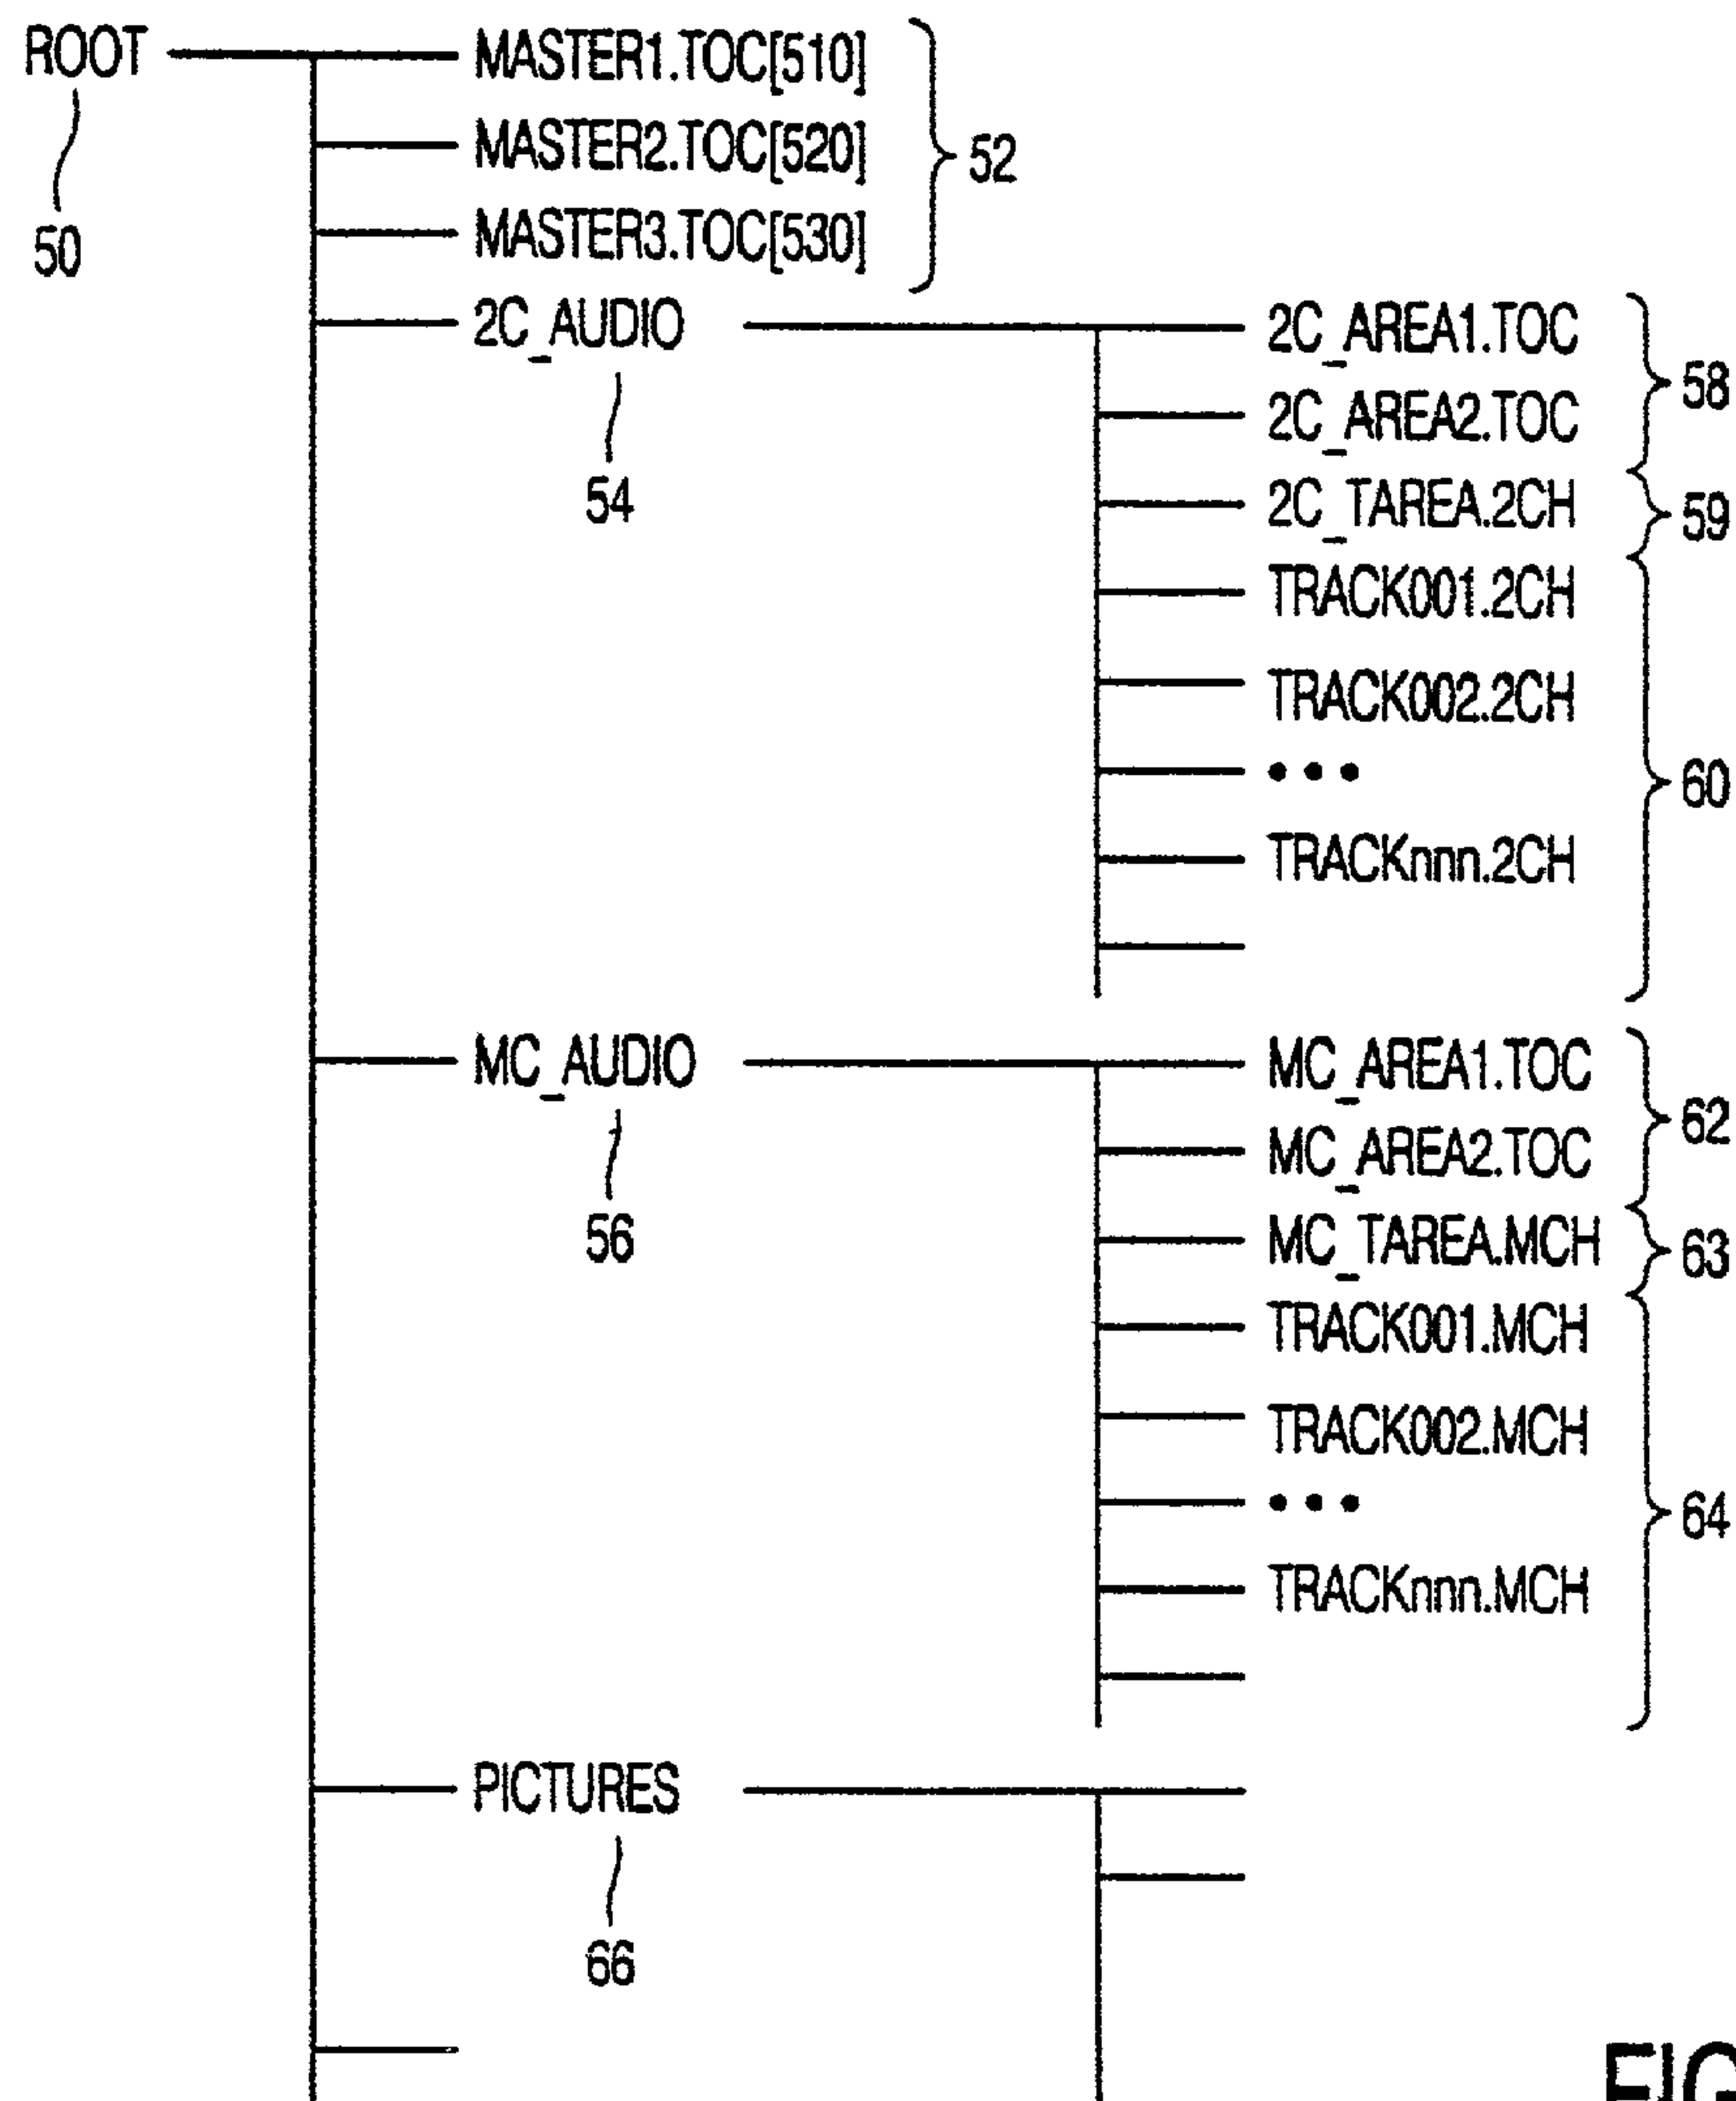 ROOT
50
MASTER1.TOC[510]
MASTER2.TOC[520]
MASTER3.TOC[530]
52
2C_AUDIO
54
2C_AREA1.TOC
2C_AREA2.TOC
58
2C_TAREA.2CH
59
TRACK001.2CH
TRACK002.2CH
• • •
TRACKnnn.2CH
60
MC_AUDIO
56
MC_AREA1.TOC
MC_AREA2.TOC
62
MC_TAREA.MCH
63
TRACK001.MCH
TRACK002.MCH
• • •
TRACKnnn.MCH
64
PICTURES
66
FIG